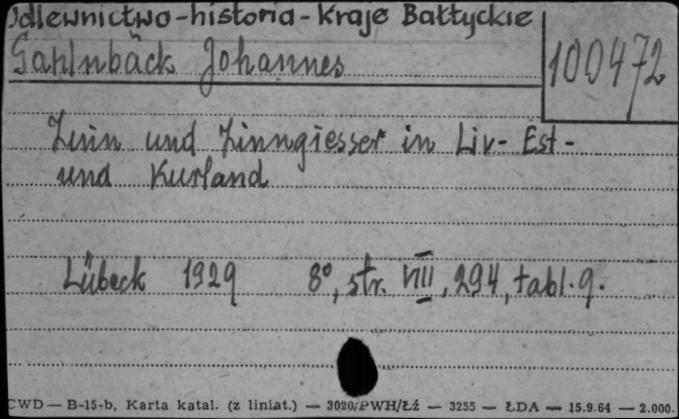 Odlewnictwo-historia-Kraje Bałtyckie
Gahlnbäck Johannes
100472
Zinn und Zinngiesser in Liv- Est-
und Kurland
Lübeck 1929 8°, str. VIII, 294, tabl. 9.
CWD — B-15-b, Karta katal. (z liniat.) — 3020/PWH/Łź — 3255 — ŁDA — 15.9.64 — 2.000.